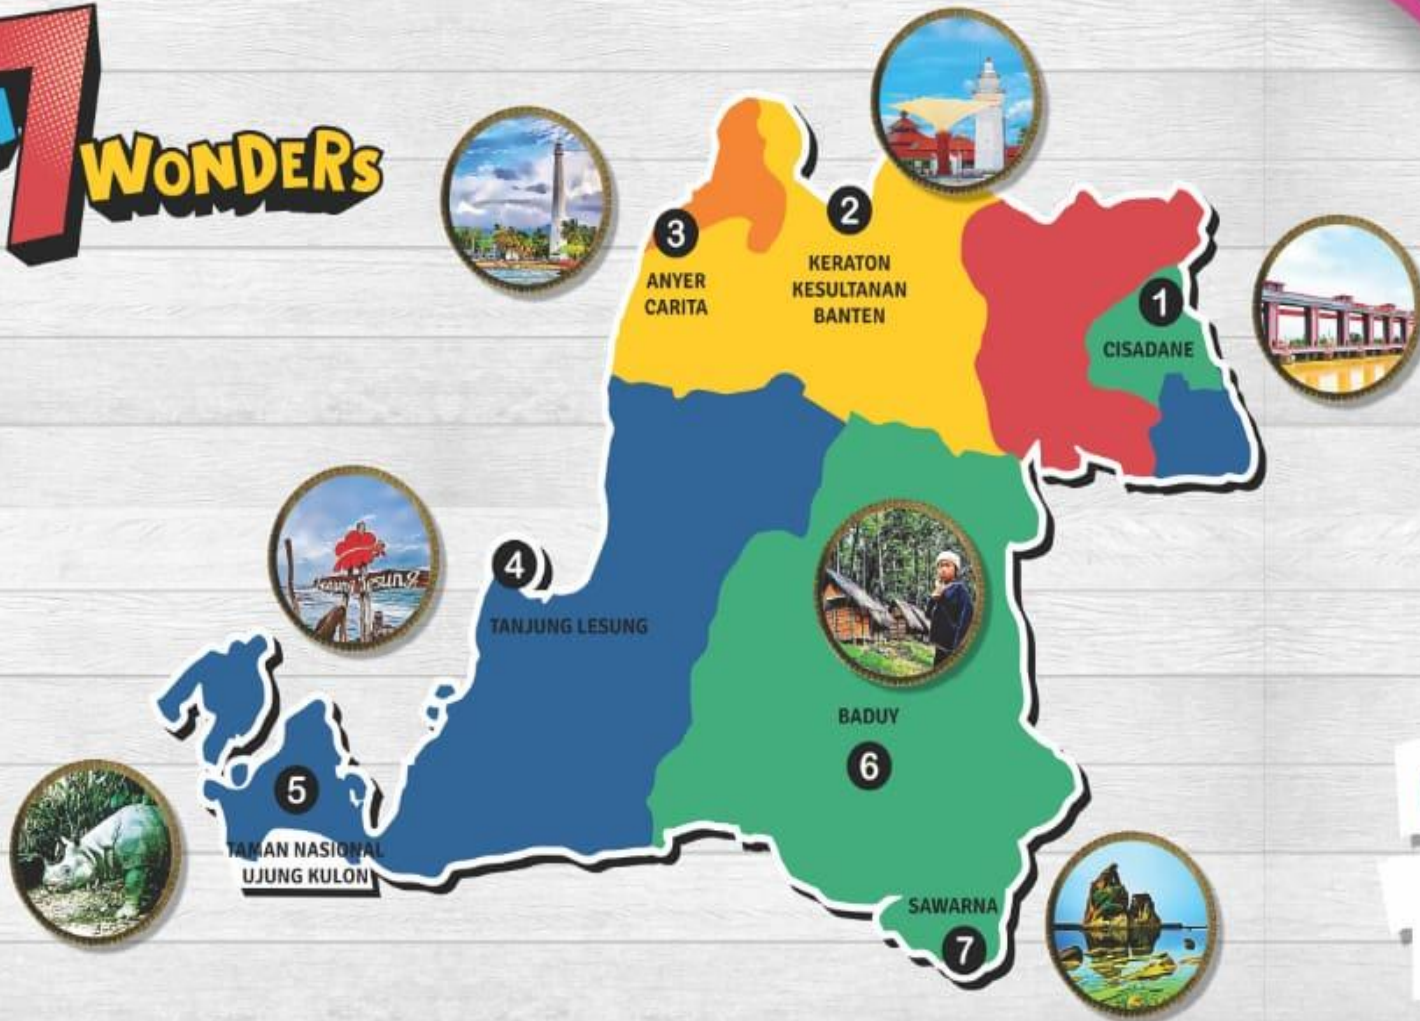 7
WONDERS
3
ANYER
CARITA
2
KERATON
KESULTANAN
BANTEN
1
CISADANE
4
TANJUNG LESUNG
5
TAMAN NASIONAL
UJUNG KULON
BADUY
6
SAWARNA
7